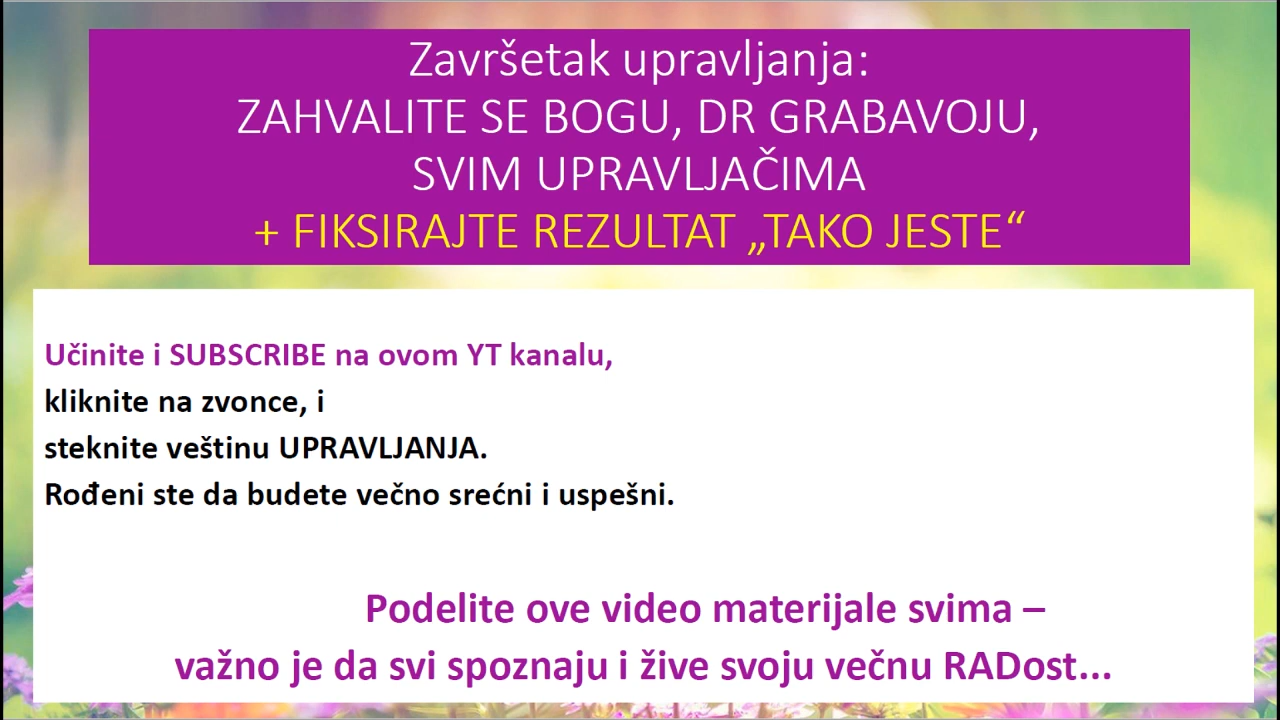 Završetak upravljanja:
ZAHVALITE SE BOGU, DR GRABAVOJU,
SVIM UPRAVLJAČIMA
+ FIKSIRAJTE REZULTAT „TAKO JESTE“
Učinite i SUBSCRIBE na ovom YT kanalu,
kliknite na zvonce, i
steknite veštinu UPRAVLJANJA.
Rođeni ste da budete večno srećni i uspešni.
Podelite ove video materijale svima –
važno je da svi spoznaju i žive svoju večnu RADost...